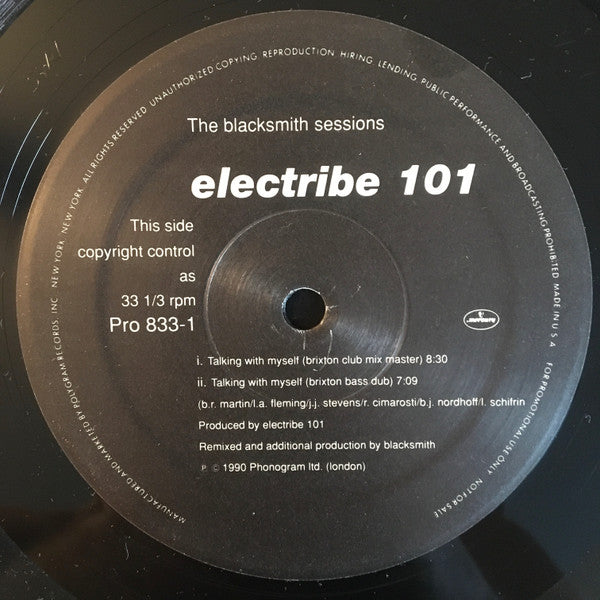 MANUFACTURED AND MARKETED BY POLYGRAM RECORDS, INC., NEW YORK, NEW YORK. ALL RIGHTS RESERVED. UNAUTHORIZED COPYING REPRODUCTION HIRING LENDING PUBLIC PERFORMANCE AND BROADCASTING PROHIBITED MADE IN U S A FOR PROMOTIONAL USE ONLY NOT FOR SALE
The blacksmith sessions
electribe 101
This side
copyright control
as
33 1/3 rpm
Pro 833-1
mercury
i. Talking with myself (brixton club mix master) 8:30
ii. Talking with myself (brixton bass dub) 7:09
(b.r. martin/l.a. fleming/j.j. stevens/r. cimarosti/b.j. nordhoff/l. schifrin
Produced by electribe 101
Remixed and additional production by blacksmith
℗ © 1990 Phonogram ltd. (london)